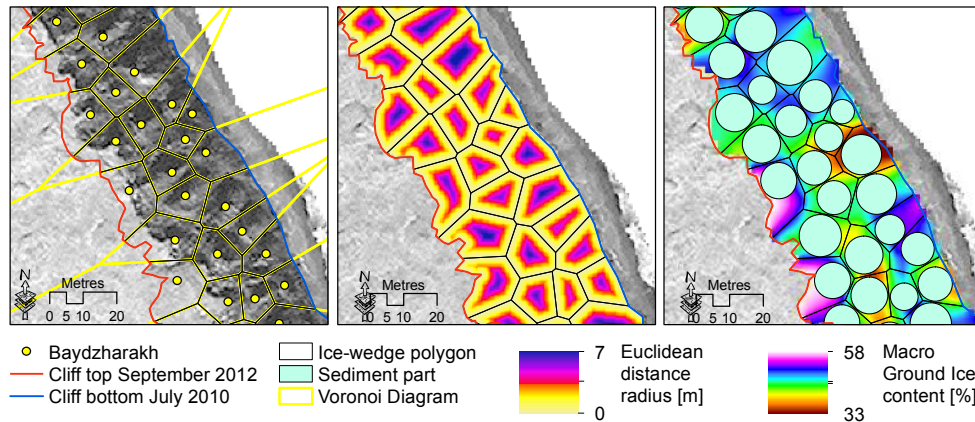 N
Metres
0 5 10 20
N
Metres
0 5 10 20
N
Metres
0 5 10 20
Baydzharakh
Cliff top September 2012
Cliff bottom July 2010
Ice-wedge polygon
Sediment part
Voronoi Diagram
7
0
Euclidean
distance
radius [m]
58
33
Macro
Ground Ice
content [%]